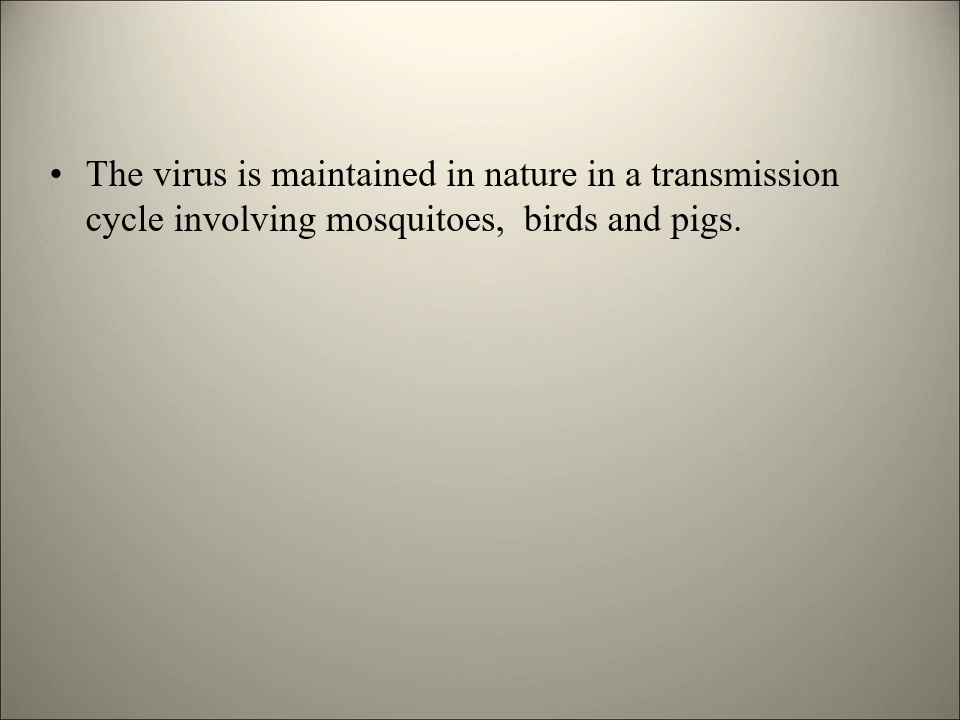 • The virus is maintained in nature in a transmission
cycle involving mosquitoes,  birds and pigs.